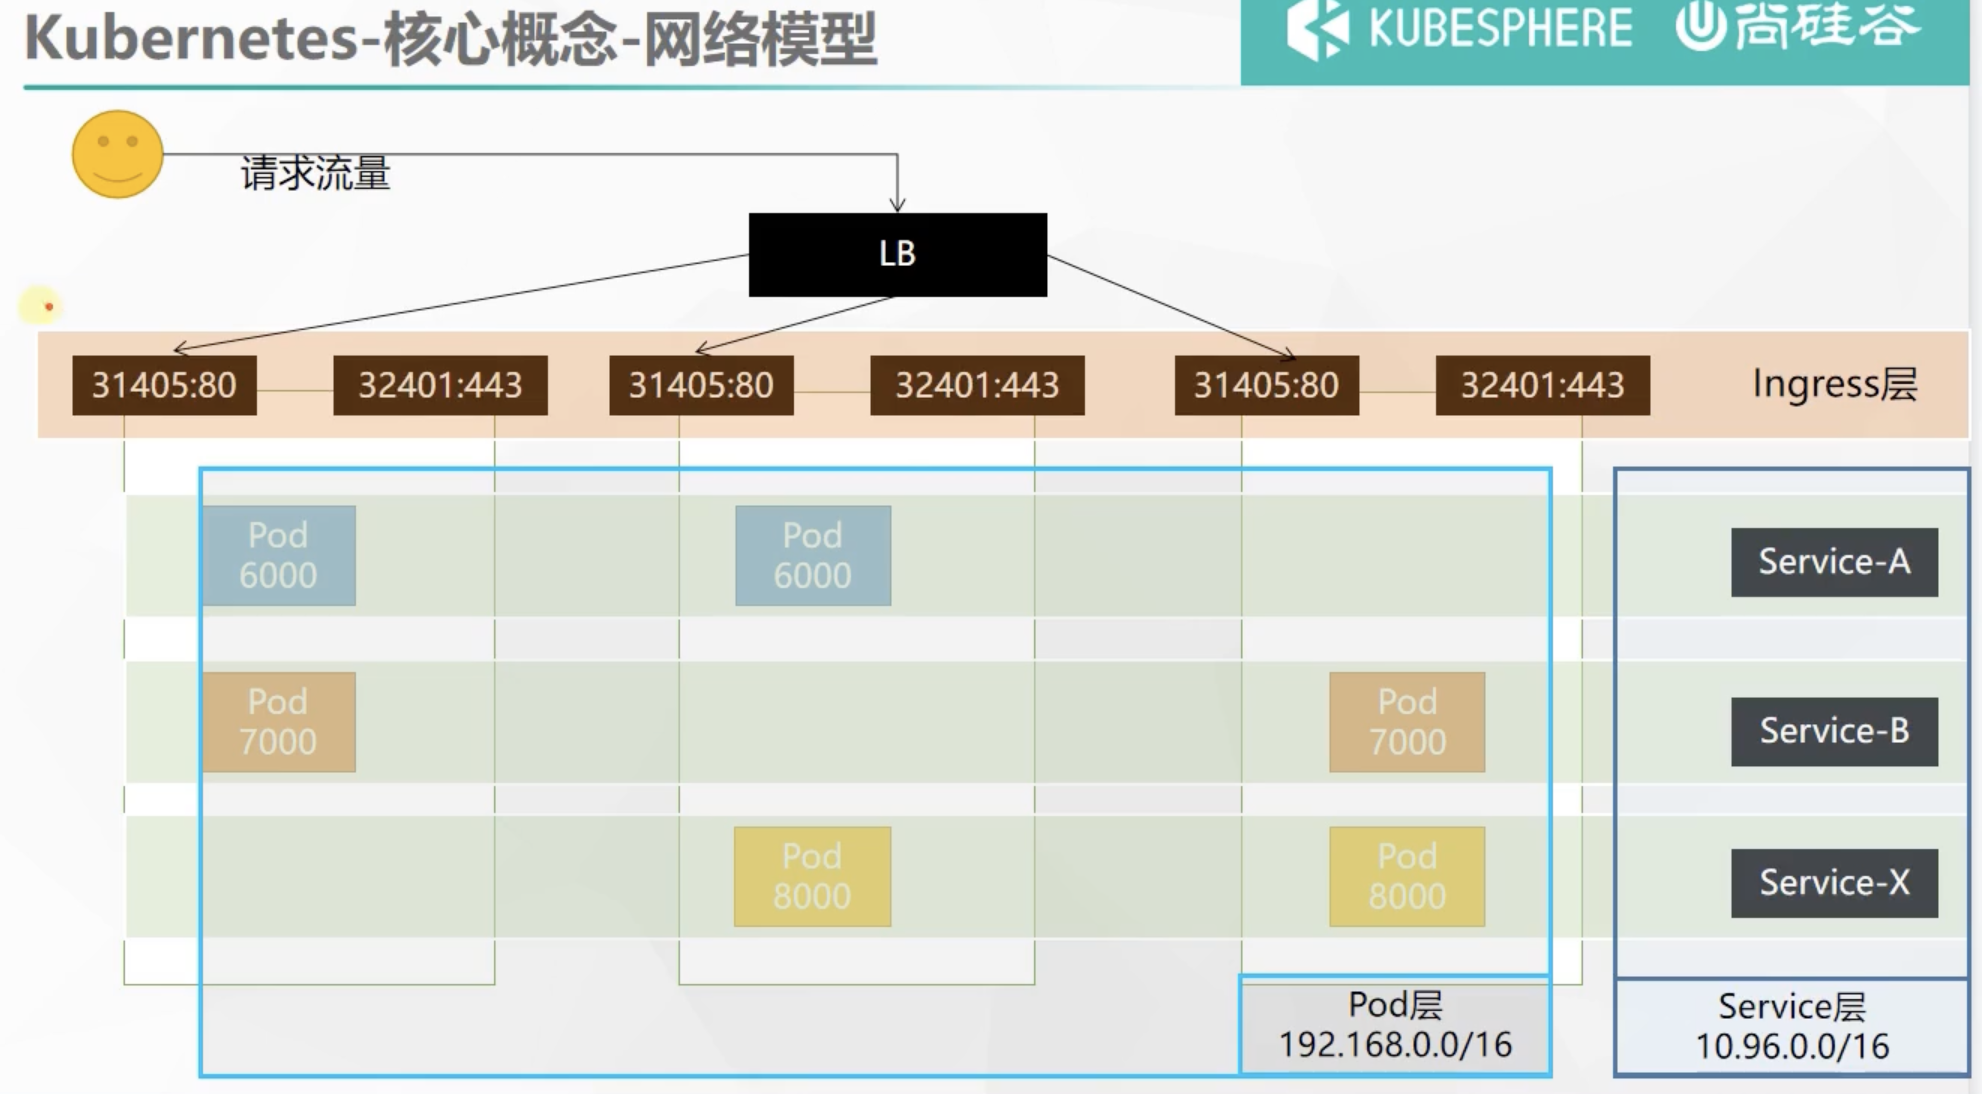 Kubernetes-核心概念-网络模型
KUBESPHERE
尚硅谷
请求流量
LB
31405:80
32401:443
31405:80
32401:443
31405:80
32401:443
Ingress层
Pod
6000
Pod
6000
Service-A
Pod
7000
Pod
7000
Service-B
Pod
8000
Pod
8000
Service-X
Pod层
192.168.0.0/16
Service层
10.96.0.0/16